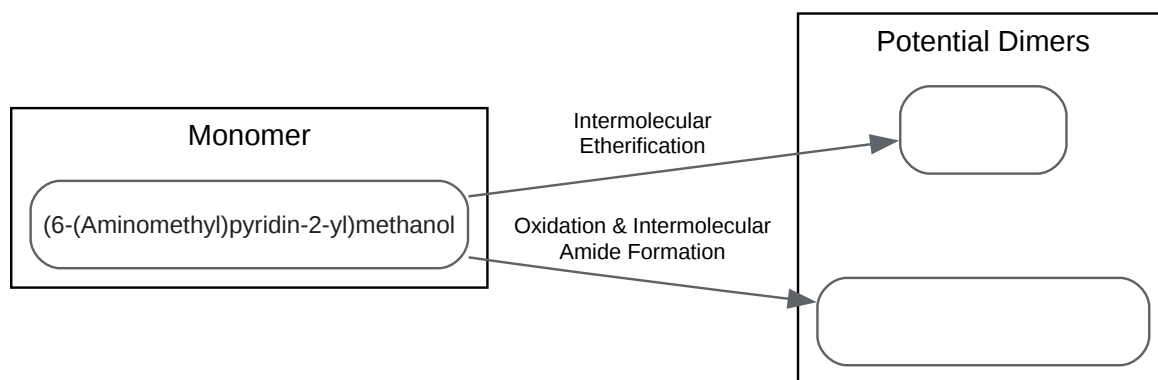 Potential Dimers
Monomer
Intermolecular
Etherification
(6-(Aminomethyl)pyridin-2-yl)methanol
Oxidation & Intermolecular
Amide Formation